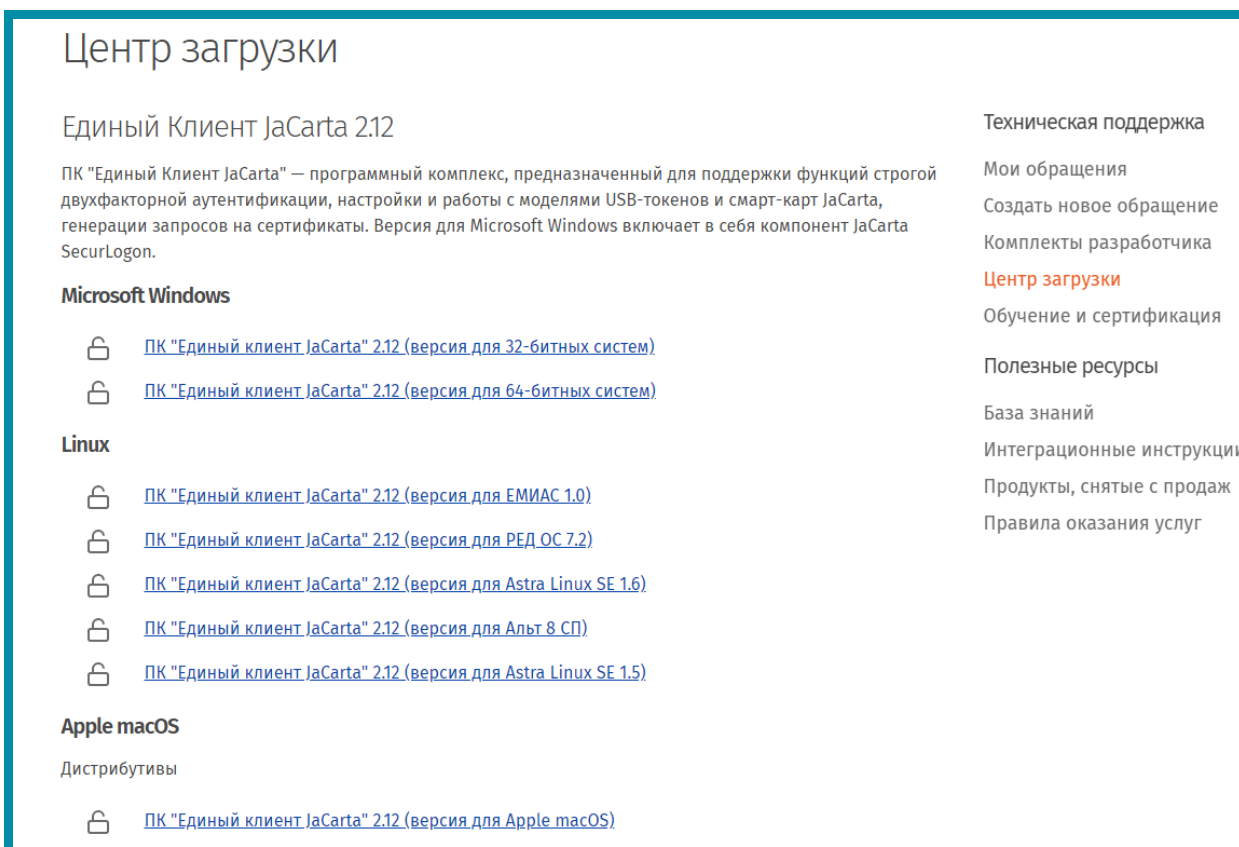 Центр загрузки
Единый Клиент JaCarta 2.12
ПК "Единый Клиент JaCarta" — программный комплекс, предназначенный для поддержки функций строгой
двухфакторной аутентификации, настройки и работы с моделями USB-токенов и смарт-карт JaCarta,
генерации запросов на сертификаты. Версия для Microsoft Windows включает в себя компонент JaCarta
SecurLogon.
Microsoft Windows
ПК "Единый клиент JaCarta" 2.12 (версия для 32-битных систем)
ПК "Единый клиент JaCarta" 2.12 (версия для 64-битных систем)
Linux
ПК "Единый клиент JaCarta" 2.12 (версия для ЕМИАС 1.0)
ПК "Единый клиент JaCarta" 2.12 (версия для РЕД ОС 7.2)
ПК "Единый клиент JaCarta" 2.12 (версия для Astra Linux SE 1.6)
ПК "Единый клиент JaCarta" 2.12 (версия для Альт 8 СП)
ПК "Единый клиент JaCarta" 2.12 (версия для Astra Linux SE 1.5)
Apple macOS
Дистрибутивы
ПК "Единый клиент JaCarta" 2.12 (версия для Apple macOS)
Техническая поддержка
Мои обращения
Создать новое обращение
Комплекты разработчика
Центр загрузки
Обучение и сертификация
Полезные ресурсы
База знаний
Интеграционные инструкции
Продукты, снятые с продаж
Правила оказания услуг